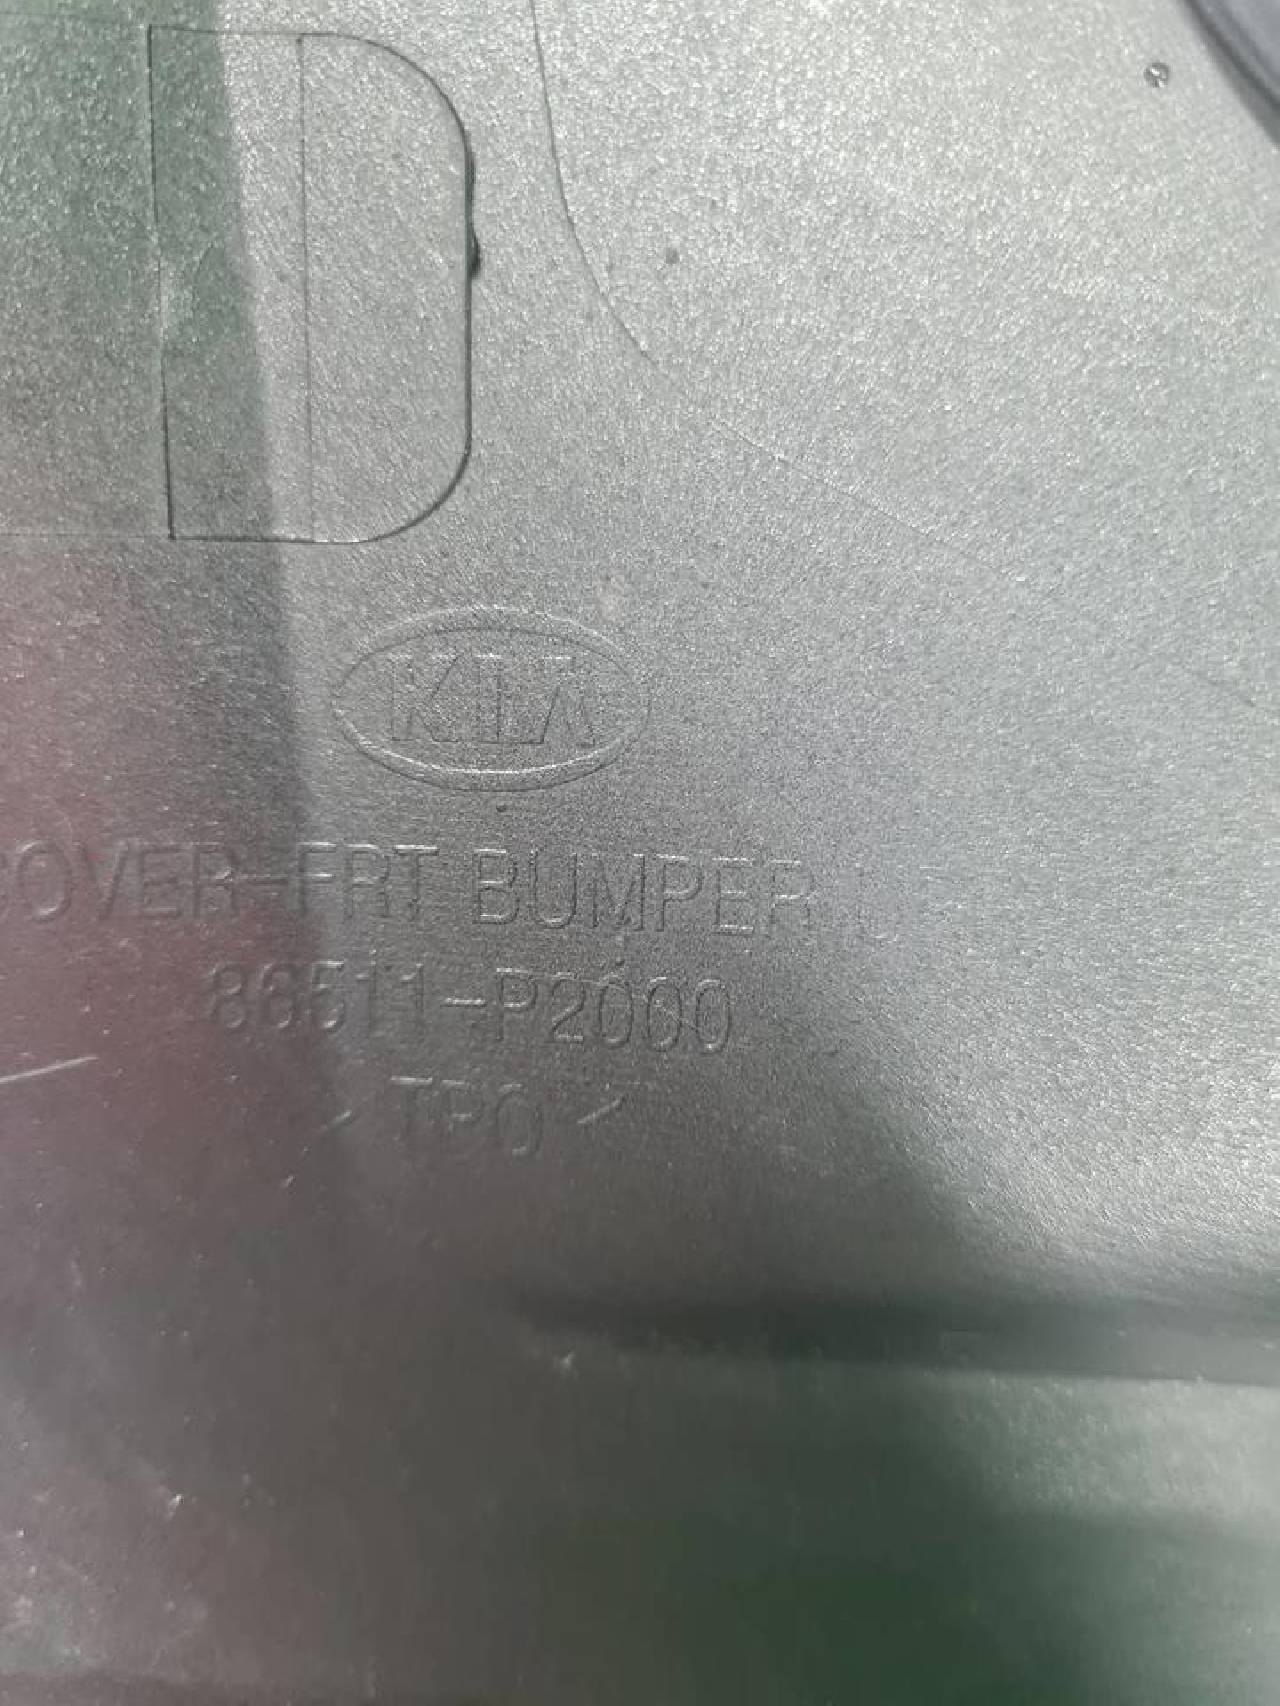 KIA
COVER-FRT BUMPER
86511-P2000
> TPO <